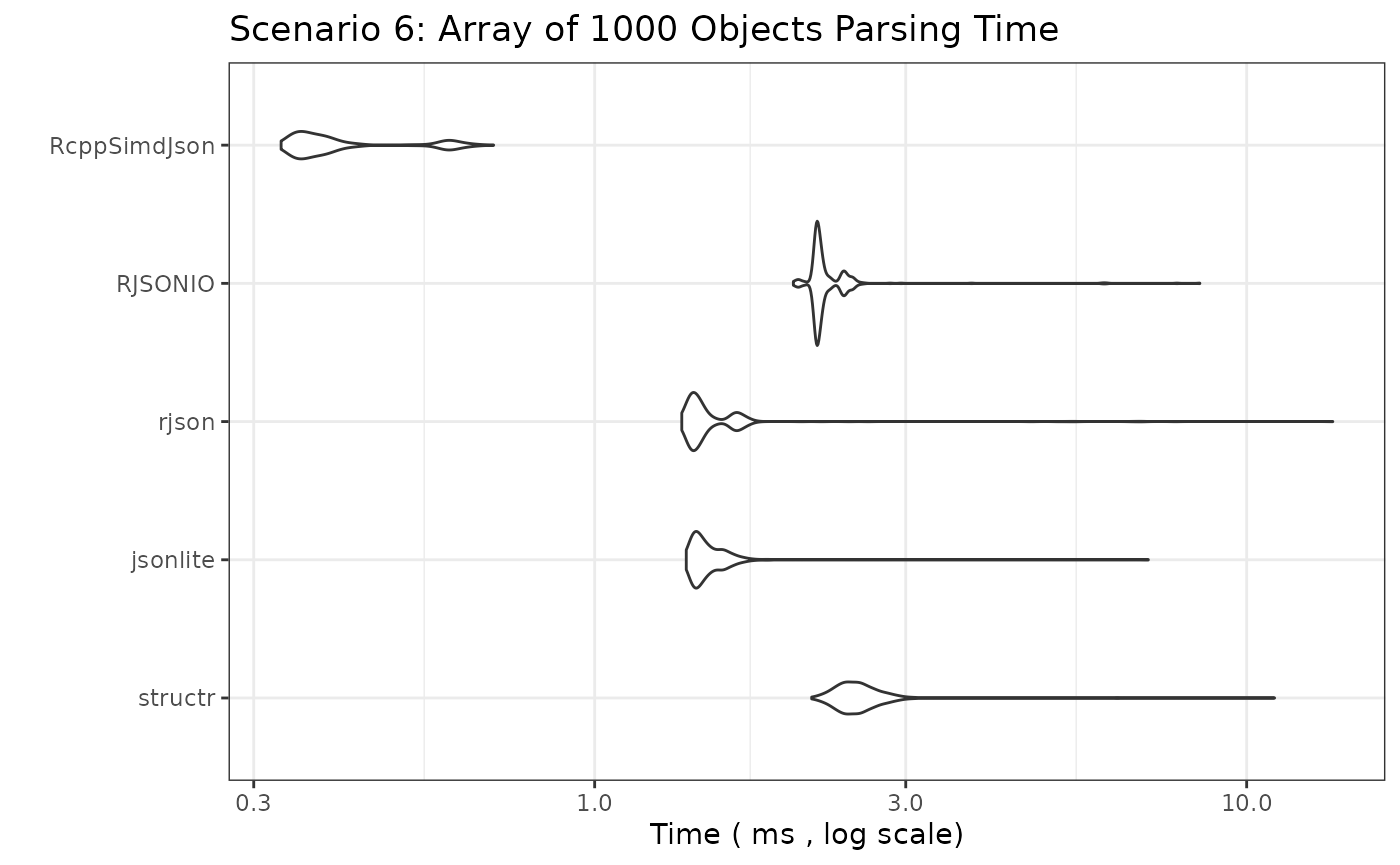 Scenario 6: Array of 1000 Objects Parsing Time
RcppSimdJson
RJSONIO
rjson
jsonlite
structr
0.3 1.0 3.0 10.0
Time ( ms , log scale)